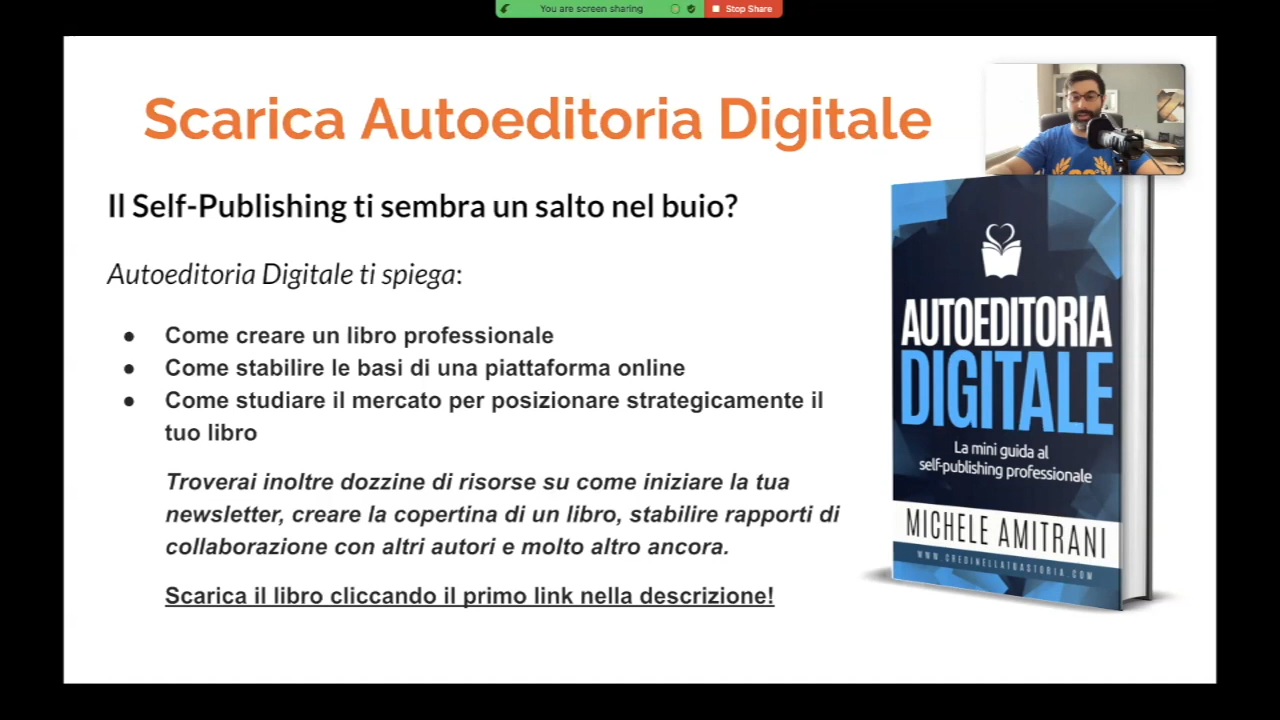 You are screen sharing
Stop Share
Scarica Autoeditoria Digitale
Il Self-Publishing ti sembra un salto nel buio?
Autoeditoria Digitale ti spiega:
● Come creare un libro professionale
● Come stabilire le basi di una piattaforma online
● Come studiare il mercato per posizionare strategicamente il
tuo libro
Troverai inoltre dozzine di risorse su come iniziare la tua
newsletter, creare la copertina di un libro, stabilire rapporti di
collaborazione con altri autori e molto altro ancora.
Scarica il libro cliccando il primo link nella descrizione!
AUTOEDITORIA
DIGITALE
La mini guida al
self-publishing professionale
MICHELE AMITRANI
WWW.CREDINELLATUASTORIA.COM